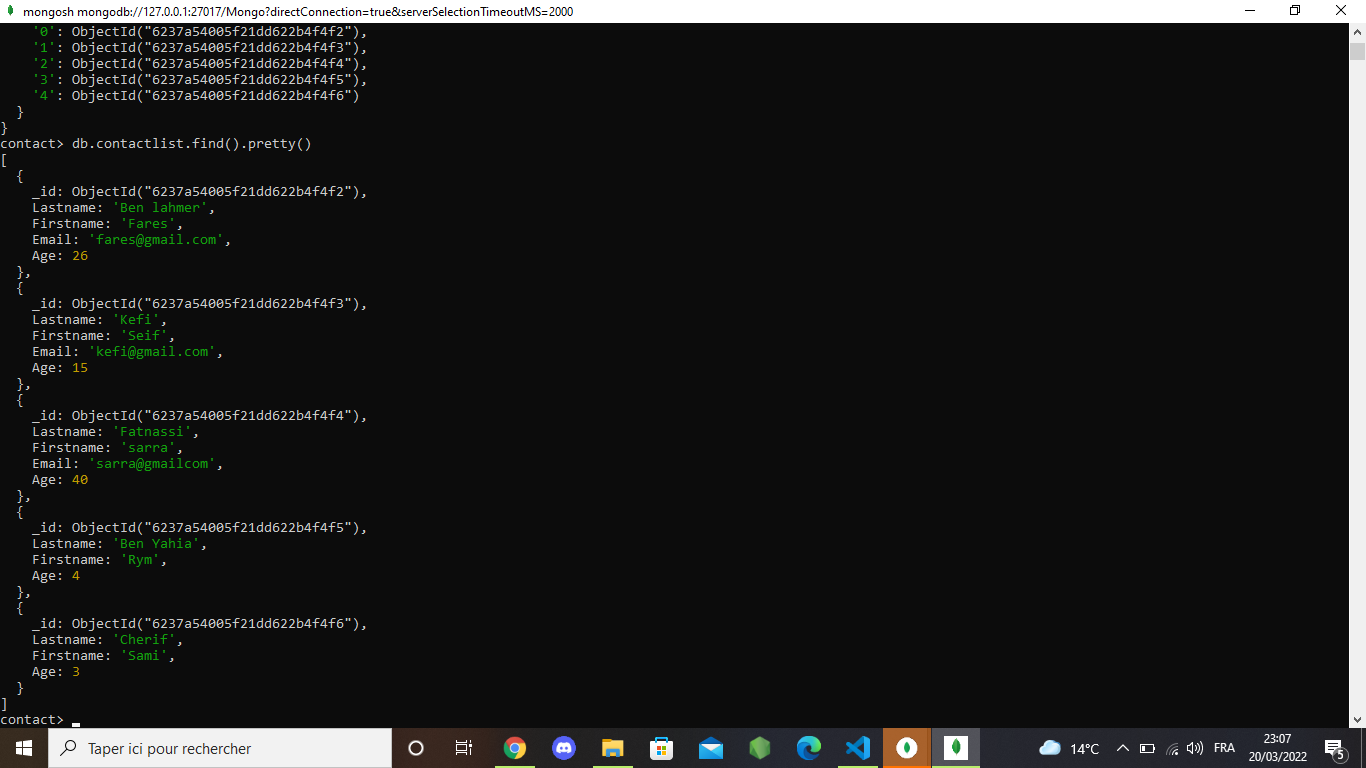 mongosh mongodb://127.0.0.1:27017/Mongo?directConnection=true&serverSelectionTimeoutMS=2000
'0': ObjectId("6237a54005f21dd622b4f4f2"),
'1': ObjectId("6237a54005f21dd622b4f4f3"),
'2': ObjectId("6237a54005f21dd622b4f4f4"),
'3': ObjectId("6237a54005f21dd622b4f4f5"),
'4': ObjectId("6237a54005f21dd622b4f4f6")
}
}
contact> db.contactlist.find().pretty()
[
{
_id: ObjectId("6237a54005f21dd622b4f4f2"),
Lastname: 'Ben lahmer',
Firstname: 'Fares',
Email: 'fares@gmail.com',
Age: 26
},
{
_id: ObjectId("6237a54005f21dd622b4f4f3"),
Lastname: 'Kefi',
Firstname: 'Seif',
Email: 'kefi@gmail.com',
Age: 15
},
{
_id: ObjectId("6237a54005f21dd622b4f4f4"),
Lastname: 'Fatnassi',
Firstname: 'sarra',
Email: 'sarra@gmailcom',
Age: 40
},
{
_id: ObjectId("6237a54005f21dd622b4f4f5"),
Lastname: 'Ben Yahia',
Firstname: 'Rym',
Age: 4
},
{
_id: ObjectId("6237a54005f21dd622b4f4f6"),
Lastname: 'Cherif',
Firstname: 'Sami',
Age: 3
}
]
contact>
Taper ici pour rechercher
14°C
FRA
23:07
20/03/2022
5